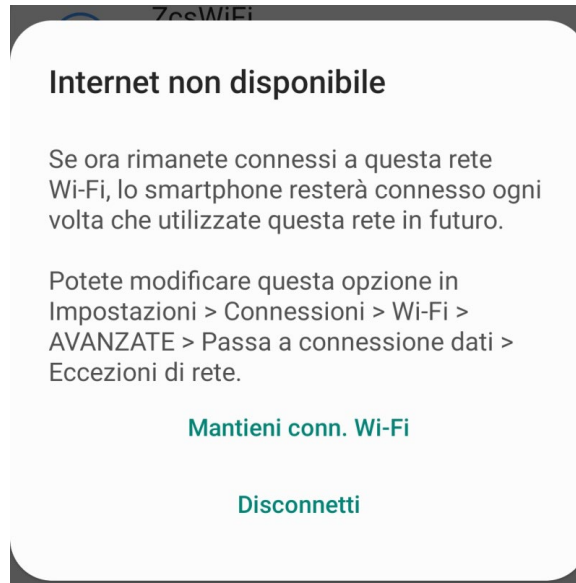 ZcsWiFi
Internet non disponibile
Se ora rimanete connessi a questa rete
Wi-Fi, lo smartphone resterà connesso ogni
volta che utilizzate questa rete in futuro.
Potete modificare questa opzione in
Impostazioni > Connessioni > Wi-Fi >
AVANZATE > Passa a connessione dati >
Eccezioni di rete.
Mantieni conn. Wi-Fi
Disconnetti